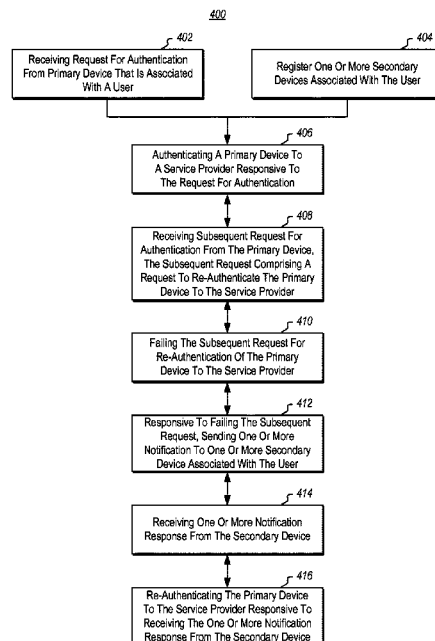 400
402
Receiving Request For Authentication
From Primary Device That Is Associated
With A User
404
Register One Or More Secondary
Devices Associated With The User
406
Authenticating A Primary Device To
A Service Provider Responsive To
The Request For Authentication
408
Receiving Subsequent Request For
Authentication From The Primary Device,
The Subsequent Request Comprising A
Request To Re-Authenticate The Primary
Device To The Service Provider
410
Failing The Subsequent Request For
Re-Authentication Of The Primary
Device To The Service Provider
412
Responsive To Failing The Subsequent
Request, Sending One Or More
Notification To One Or More Secondary
Device Associated With The User
414
Receiving One Or More Notification
Response From The Secondary Device
416
Re-Authenticating The Primary Device
To The Service Provider Responsive To
Receiving The One Or More Notification
Response From The Secondary Device